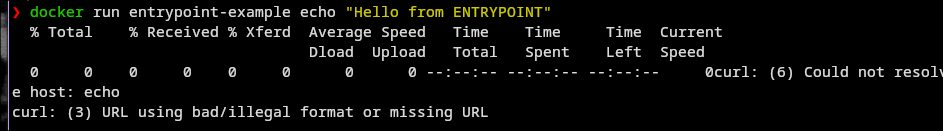 ❯ docker run entrypoint-example echo "Hello from ENTRYPOINT"
  % Total    % Received % Xferd  Average Speed   Time    Time     Time  Current
                                 Dload  Upload   Total   Spent    Left  Speed
  0     0    0     0    0     0      0      0 --:--:-- --:--:-- --:--:--     0curl: (6) Could not resolv
e host: echo
curl: (3) URL using bad/illegal format or missing URL